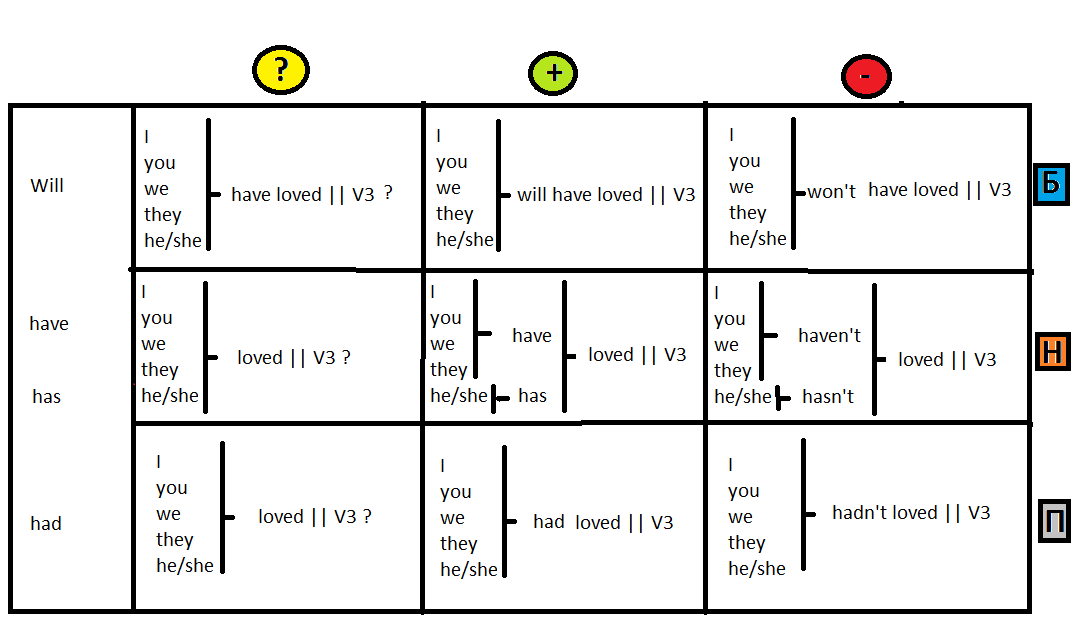 ? + -
Will
I
you
we
they
he/she
have loved || V3 ?
I
you
we
they
he/she
will have loved || V3
I
you
we
they
he/she
won't have loved || V3
Б
have
has
I
you
we
they
he/she
loved || V3 ?
I
you
we
they
have
he/she
has
loved || V3
I
you
we
they
haven't
he/she
hasn't
loved || V3
Н
had
I
you
we
they
he/she
loved || V3 ?
I
you
we
they
he/she
had loved || V3
I
you
we
they
he/she
hadn't loved || V3
П